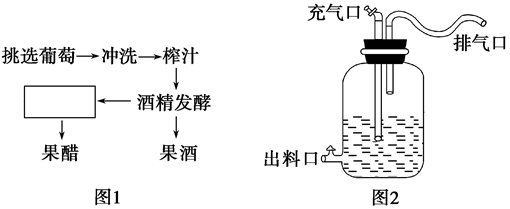 挑选葡萄→冲洗→榨汁
酒精发酵
果醋
果酒
图1
充气口
排气口
出料口
图2